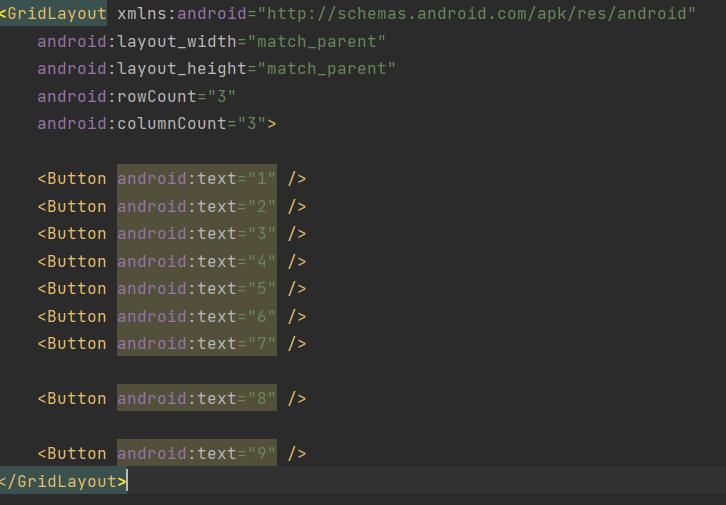 <GridLayout xmlns:android="http://schemas.android.com/apk/res/android"
    android:layout_width="match_parent"
    android:layout_height="match_parent"
    android:rowCount="3"
    android:columnCount="3">

    <Button android:text="1" />
    <Button android:text="2" />
    <Button android:text="3" />
    <Button android:text="4" />
    <Button android:text="5" />
    <Button android:text="6" />
    <Button android:text="7" />

    <Button android:text="8" />

    <Button android:text="9" />
</GridLayout>